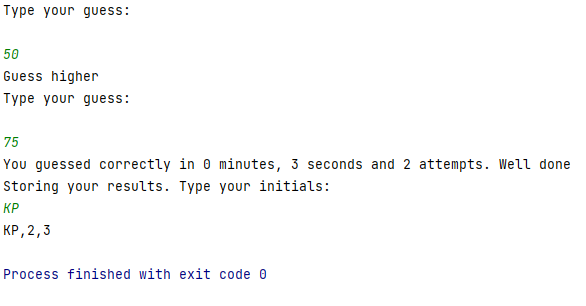 Type your guess:
50
Guess higher
Type your guess:
75
You guessed correctly in 0 minutes, 3 seconds and 2 attempts. Well done
Storing your results. Type your initials:
KP
KP,2,3
Process finished with exit code 0